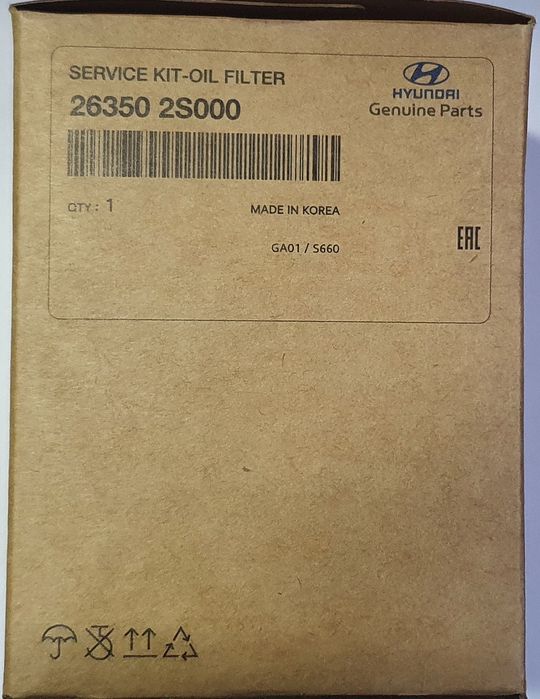 SERVICE KIT-OIL FILTER
26350 2S000
HYUNDAI
Genuine Parts
QTY : 1
MADE IN KOREA
GA01 / S660
EAC